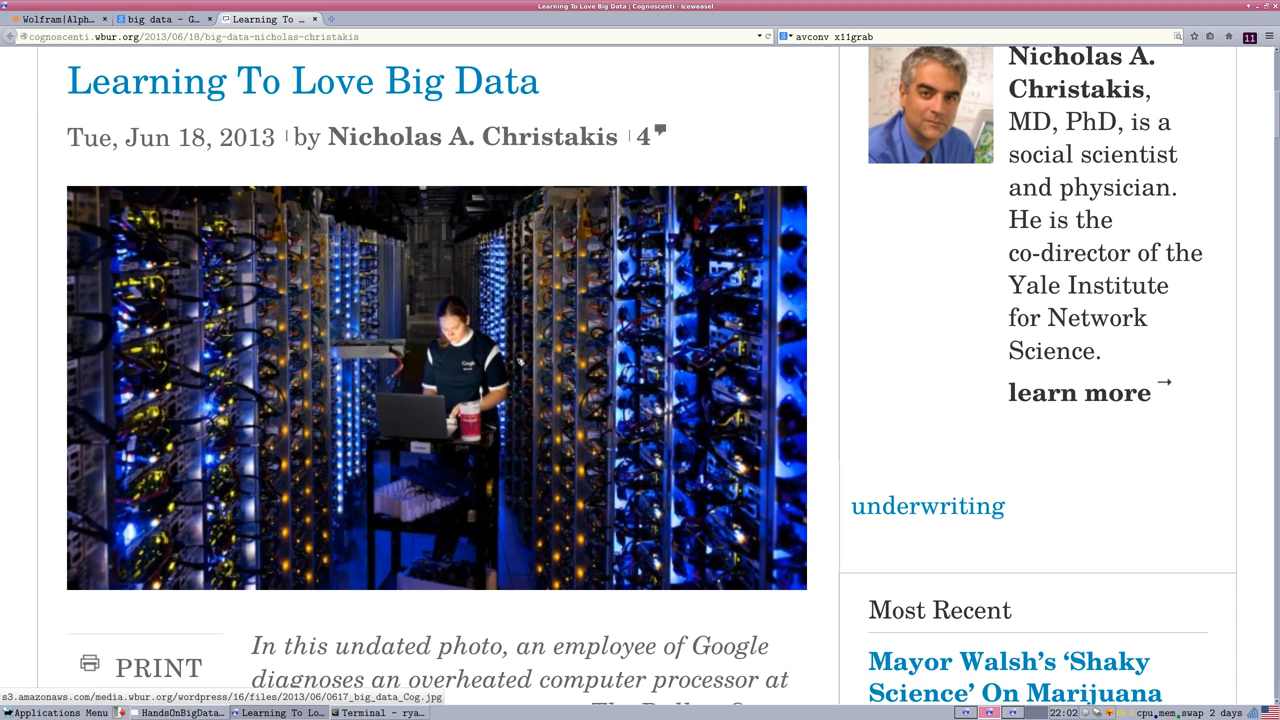 Learning To Love Big Data | Cognoscenti - Iceweasel
Wolfram|Alph...
big data - G...
Learning To ...
cognoscenti.wbur.org/2013/06/18/big-data-nicholas-christakis
avconv x11grab
11
Learning To Love Big Data
Tue, Jun 18, 2013 | by Nicholas A. Christakis | 4
Google
In this undated photo, an employee of Google
diagnoses an overheated computer processor at
PRINT
Nicholas A.
Christakis,
MD, PhD, is a
social scientist
and physician.
He is the
co-director of the
Yale Institute
for Network
Science.
learn more →
underwriting
Most Recent
Mayor Walsh's ‘Shaky
Science’ On Marijuana
s3.amazonaws.com/media.wbur.org/wordpress/16/files/2013/06/0617_big_data_Cog.jpg
Applications Menu
HandsOnBigData...
Learning To Lo...
Terminal - rya...
22:02
cpu mem swap 2 days